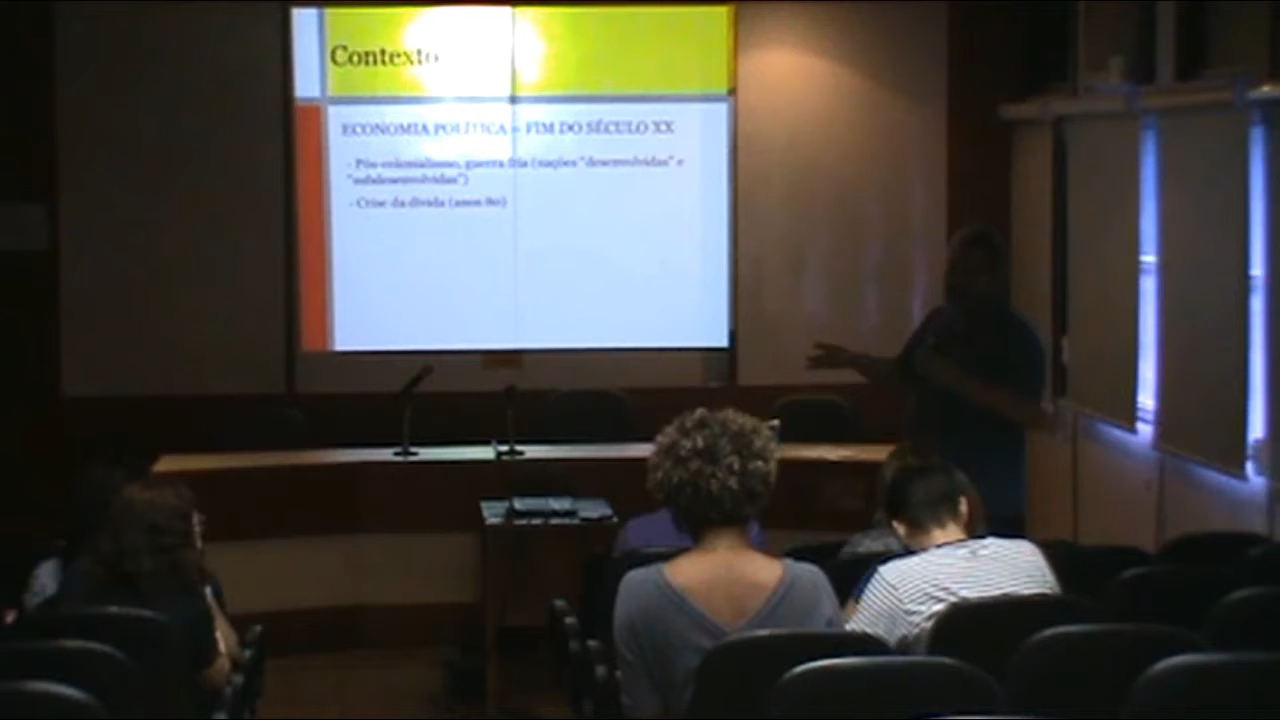 Contexto
ECONOMIA POLÍTICA – FIM DO SÉCULO XX
- Pós-colonialismo, guerra fria (nações "desenvolvidas" e
"subdesenvolvidas")
- Crise da dívida (anos 80)